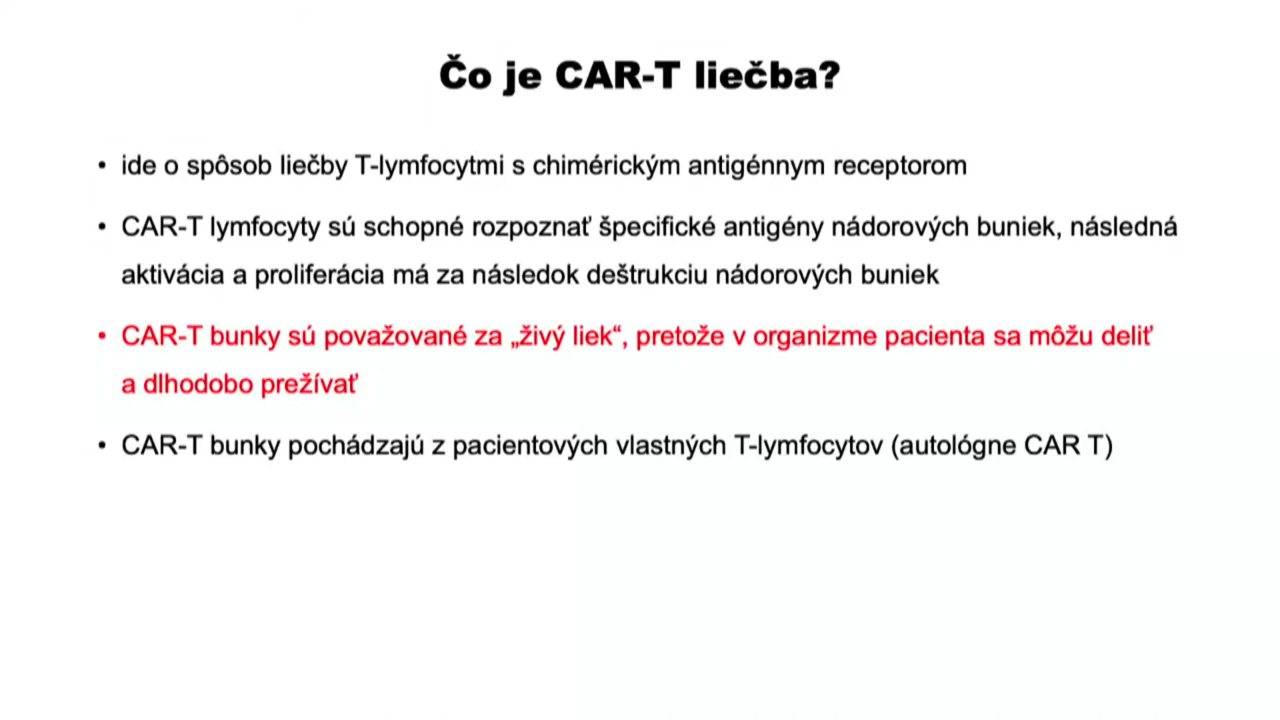 Čo je CAR-T liečba?
• ide o spôsob liečby T-lymfocytmi s chimérickým antigénnym receptorom
• CAR-T lymfocyty sú schopné rozpoznať špecifické antigény nádorových buniek, následná
aktivácia a proliferácia má za následok deštrukciu nádorových buniek
• CAR-T bunky sú považované za „živý liek“, pretože v organizme pacienta sa môžu deliť
a dlhodobo prežívať
• CAR-T bunky pochádzajú z pacientových vlastných T-lymfocytov (autológne CAR T)